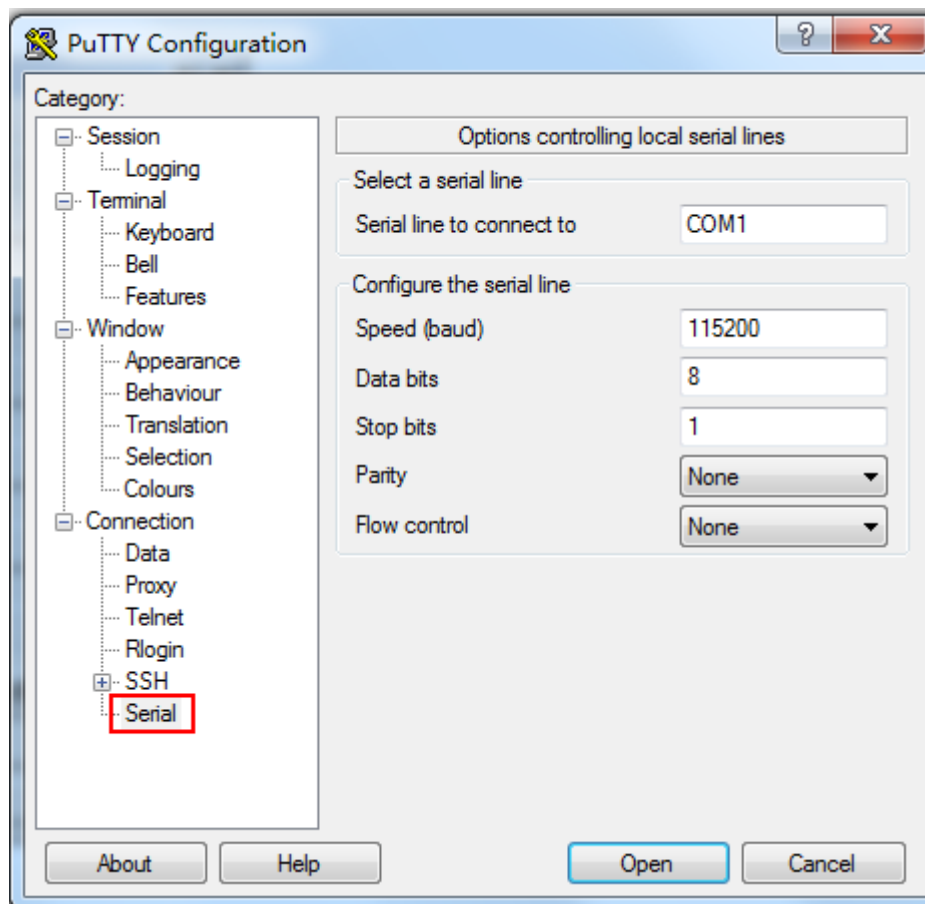 PuTTY Configuration
Category:
Session
Logging
Terminal
Keyboard
Bell
Features
Window
Appearance
Behaviour
Translation
Selection
Colours
Connection
Data
Proxy
Telnet
Rlogin
SSH
Serial
Options controlling local serial lines
Select a serial line
Serial line to connect to COM1
Configure the serial line
Speed (baud) 115200
Data bits 8
Stop bits 1
Parity None
Flow control None
About Help Open Cancel